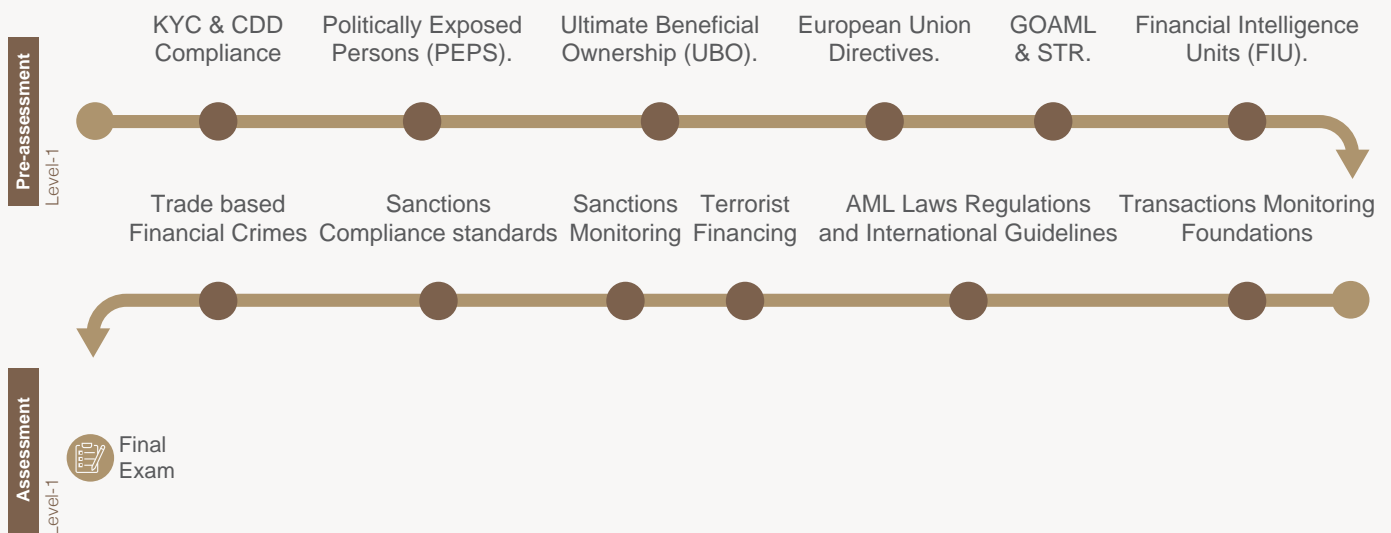 Pre-assessment
Level-1
KYC & CDD
Compliance
Politically Exposed
Persons (PEPS).
Ultimate Beneficial
Ownership (UBO).
European Union
Directives.
GOAML
& STR.
Financial Intelligence
Units (FIU).
Trade based
Financial Crimes
Sanctions
Compliance standards
Sanctions
Monitoring
Terrorist
Financing
AML Laws Regulations
and International Guidelines
Transactions Monitoring
Foundations
Assessment
Level-1
Final
Exam